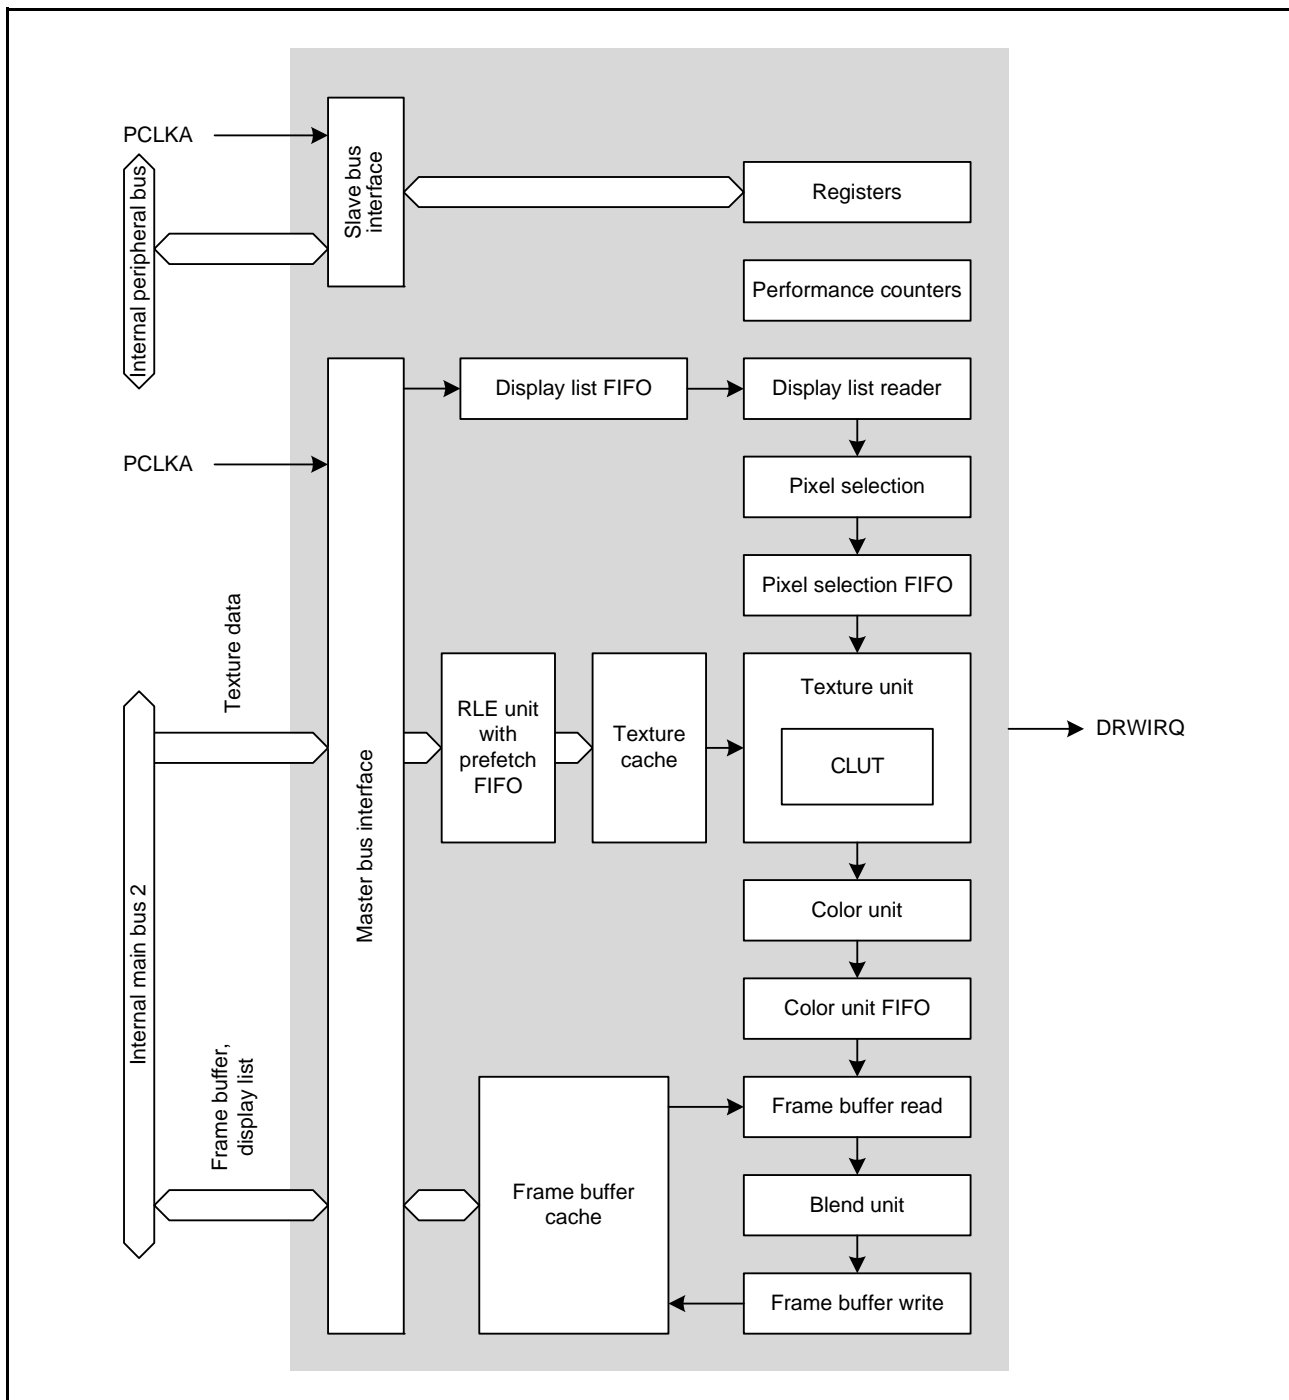 PCLKA
Internal peripheral bus
Slave bus
interface
Registers
Performance counters
Display list FIFO
Display list reader
PCLKA
Pixel selection
Pixel selection FIFO
Texture data
Internal main bus 2
Master bus interface
RLE unit
with
prefetch
FIFO
Texture
cache
Texture unit
CLUT
DRWIRQ
Color unit
Color unit FIFO
Frame buffer,
display list
Frame buffer
cache
Frame buffer read
Blend unit
Frame buffer write